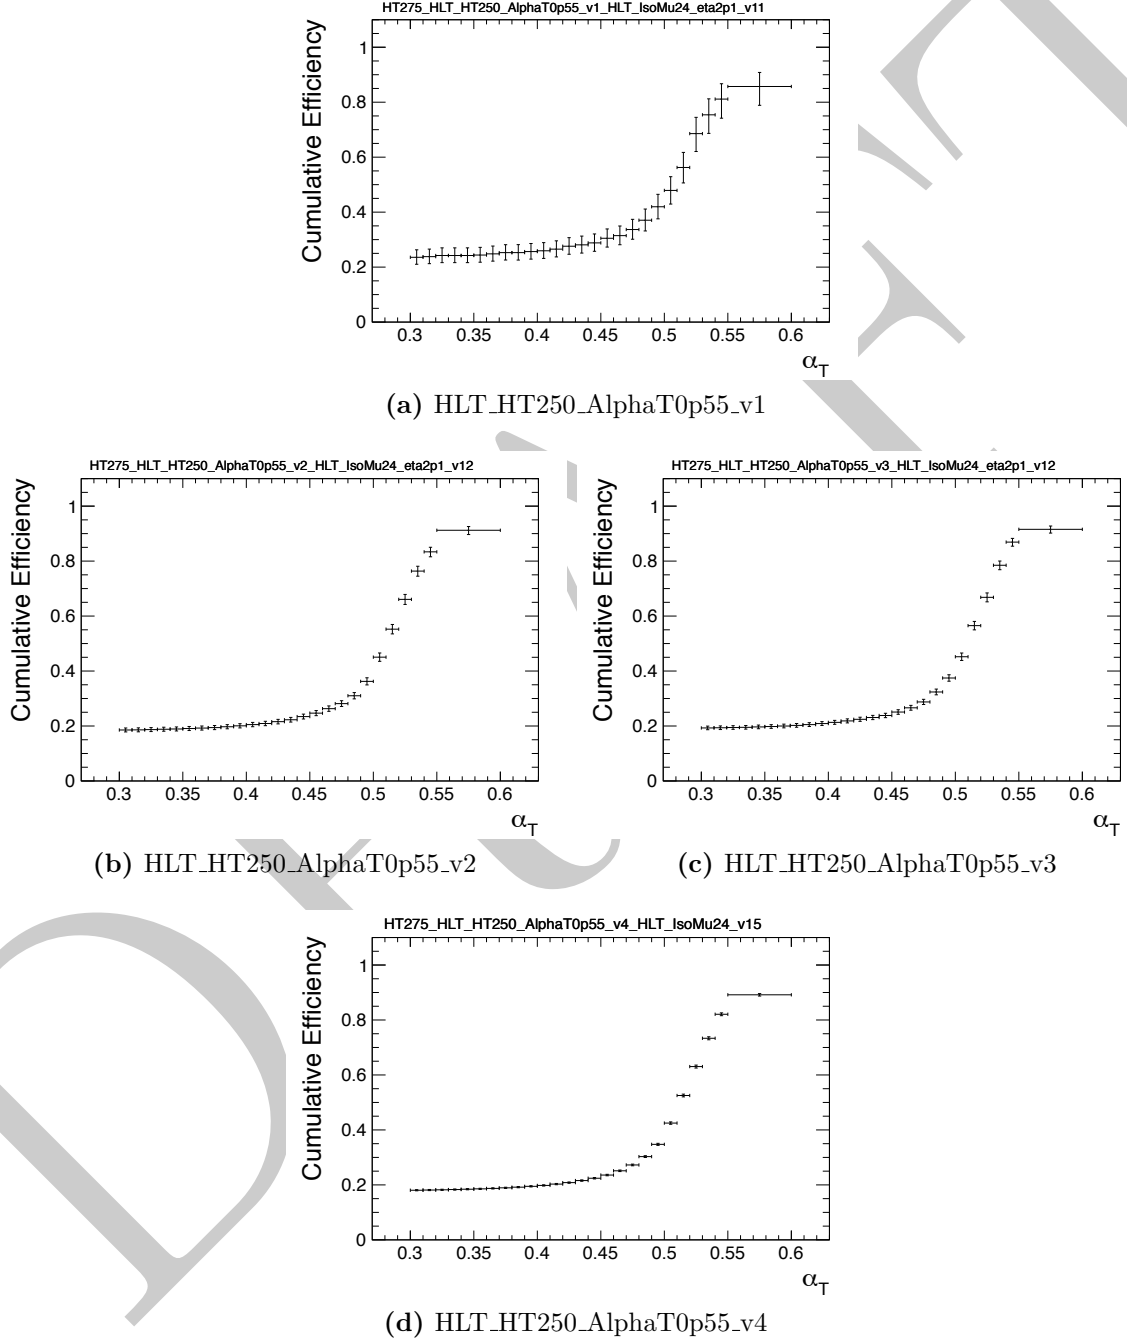 HT275_HLT_HT250_AlphaT0p55_v1_HLT_IsoMu24_eta2p1_v11
Cumulative Efficiency
1
0.8
0.6
0.4
0.2
0
0.3 0.35 0.4 0.45 0.5 0.55 0.6
α_T
(a) HLT_HT250_AlphaT0p55_v1
HT275_HLT_HT250_AlphaT0p55_v2_HLT_IsoMu24_eta2p1_v12
Cumulative Efficiency
1
0.8
0.6
0.4
0.2
0
0.3 0.35 0.4 0.45 0.5 0.55 0.6
α_T
(b) HLT_HT250_AlphaT0p55_v2
HT275_HLT_HT250_AlphaT0p55_v3_HLT_IsoMu24_eta2p1_v12
Cumulative Efficiency
1
0.8
0.6
0.4
0.2
0
0.3 0.35 0.4 0.45 0.5 0.55 0.6
α_T
(c) HLT_HT250_AlphaT0p55_v3
HT275_HLT_HT250_AlphaT0p55_v4_HLT_IsoMu24_v15
Cumulative Efficiency
1
0.8
0.6
0.4
0.2
0
0.3 0.35 0.4 0.45 0.5 0.55 0.6
α_T
(d) HLT_HT250_AlphaT0p55_v4